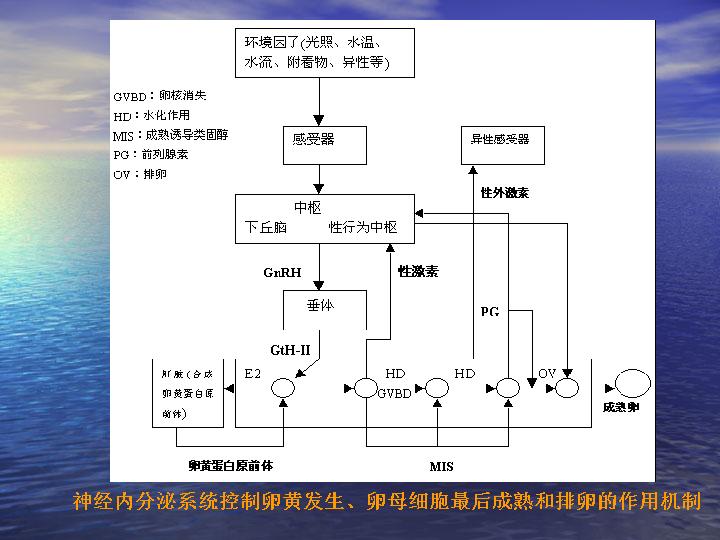 环境因子(光照、水温、
水流、附着物、异性等)
GVBD：卵核消失
HD：水化作用
MIS：成熟诱导类固醇
PG：前列腺素
OV：排卵
感受器
异性感受器
性外激素
中枢
下丘脑 性行为中枢
GnRH
性激素
垂体
PG
GtH-II
肝脏(合成
卵黄蛋白原
前体)
E2
HD
GVBD
HD
OV
成熟卵
卵黄蛋白原前体
MIS
神经内分泌系统控制卵黄发生、卵母细胞最后成熟和排卵的作用机制